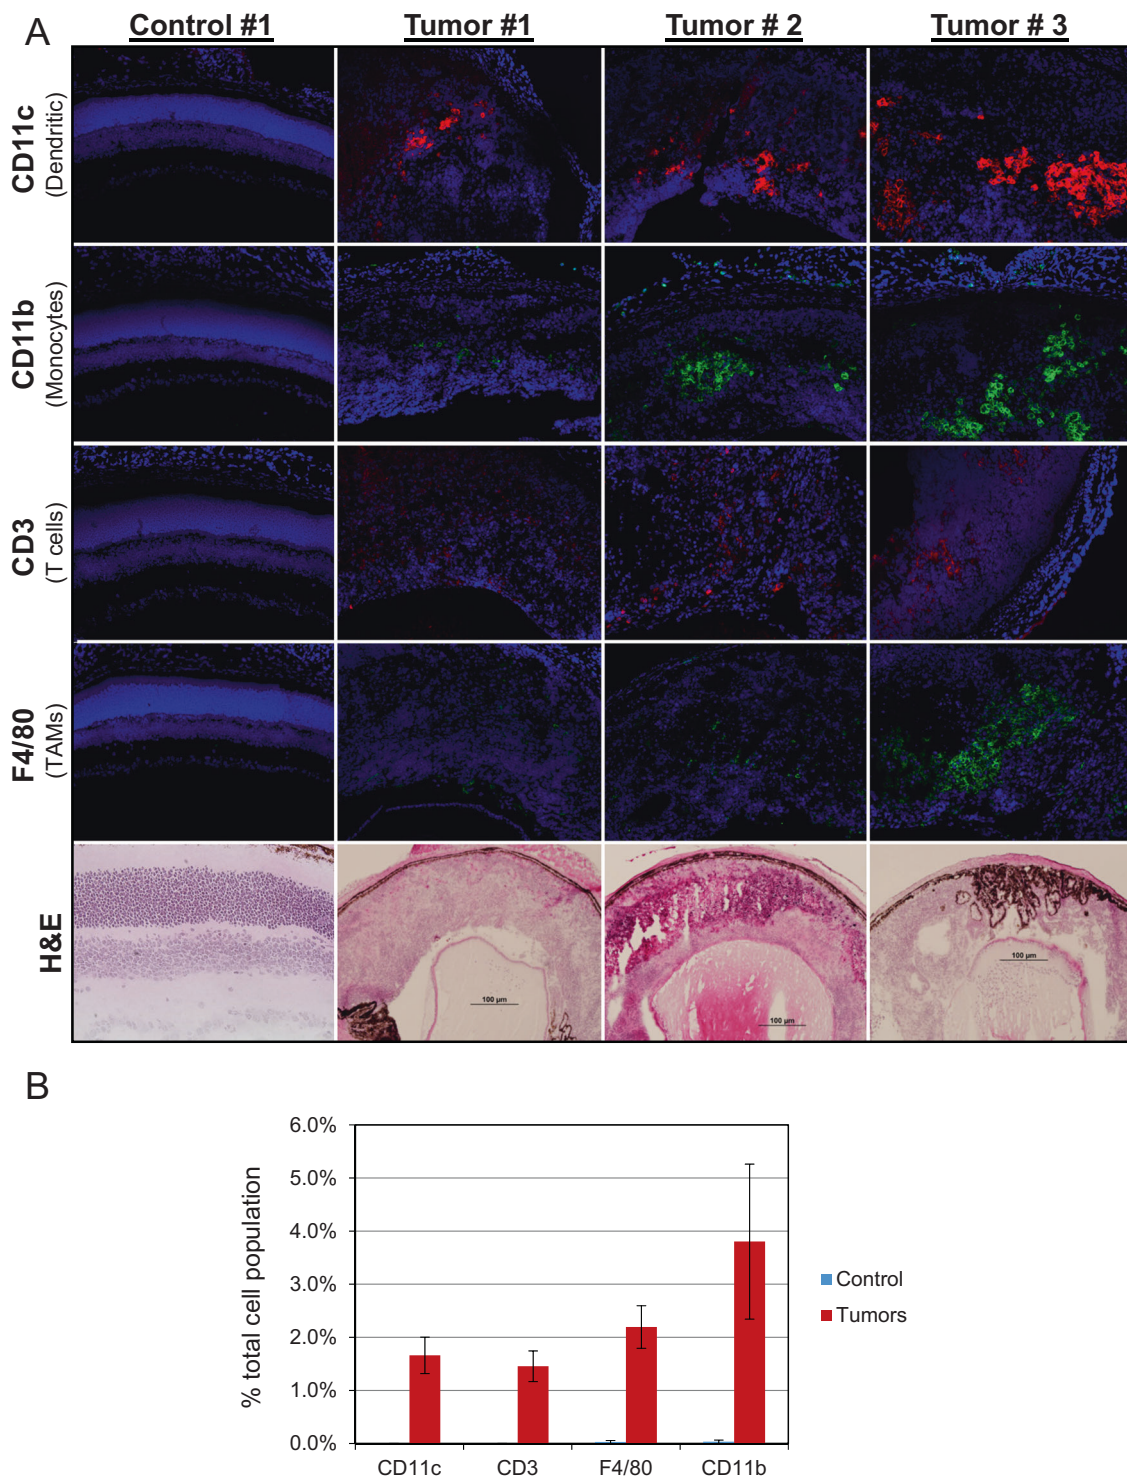 A
Control #1
Tumor #1
Tumor # 2
Tumor # 3
CD11c
(Dendritic)
CD11b
(Monocytes)
CD3
(T cells)
F4/80
(TAMs)
H&E
100 µm
100 µm
100 µm
B
% total cell population
6.0%
5.0%
4.0%
3.0%
2.0%
1.0%
0.0%
CD11c
CD3
F4/80
CD11b
Control
Tumors